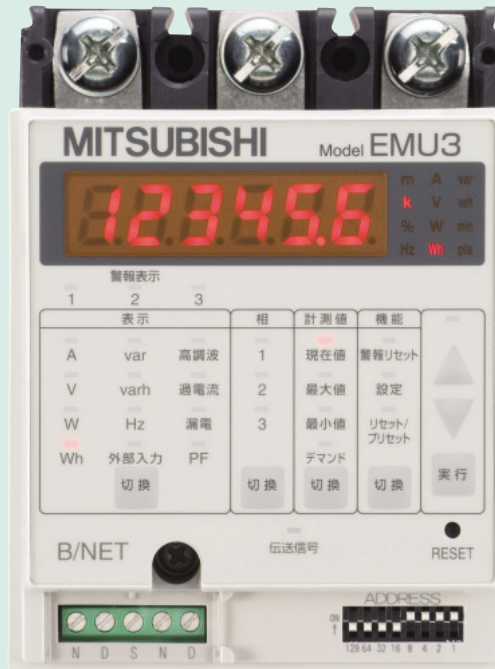 MITSUBISHI Model EMU3
12345.6
m A var
k V varh
% W min
Hz Wh pls
警報表示
1 2 3
表示 相 計測値 機能
A var 高調波 1 現在値 警報リセット
V varh 過電流 2 最大値 設定
W Hz 漏電 3 最小値 リセット/プリセット
Wh 外部入力 PF デマンド
切換 切換 切換 切換 実行
B/NET 伝送信号 RESET
ADDRESS
ON
N D S N D 128 64 32 16 8 4 2 1